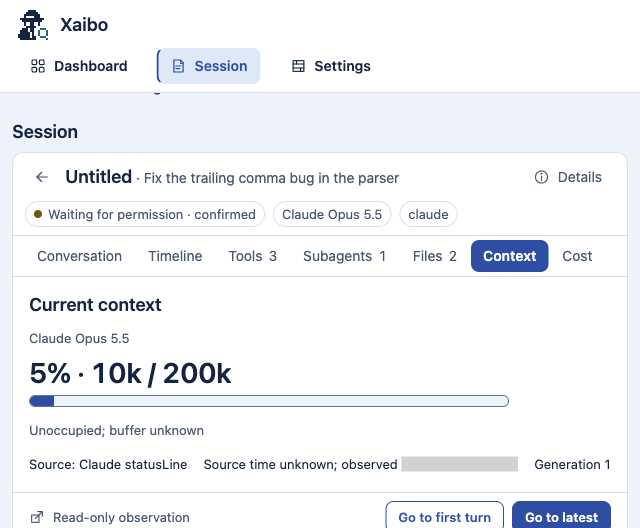 Xaibo
Dashboard Session Settings
Session
Untitled · Fix the trailing comma bug in the parser Details
Waiting for permission · confirmed Claude Opus 5.5 claude
Conversation Timeline Tools 3 Subagents 1 Files 2 Context Cost
Current context
Claude Opus 5.5
5% · 10k / 200k
Unoccupied; buffer unknown
Source: Claude statusLine Source time unknown; observed Generation 1
Read-only observation Go to first turn Go to latest